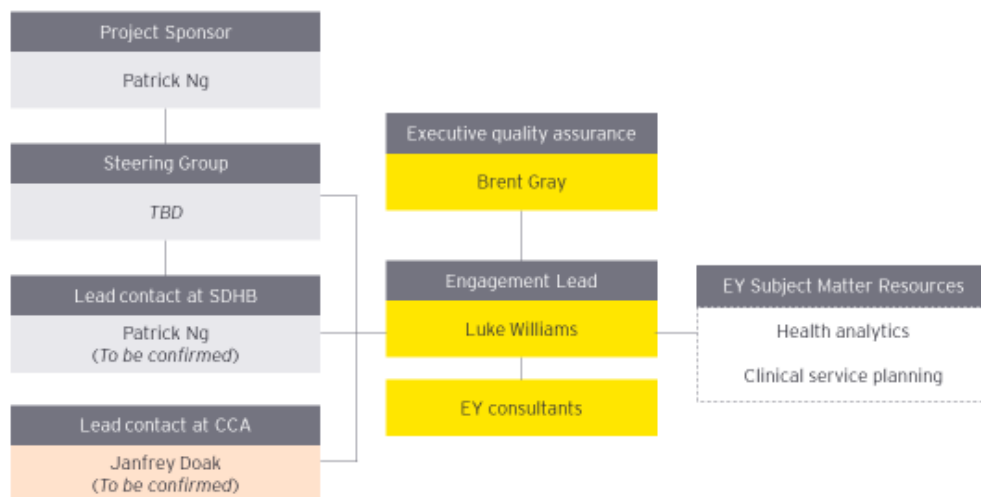 Project Sponsor
Patrick Ng
Steering Group
TBD
Lead contact at SDHB
Patrick Ng
(To be confirmed)
Lead contact at CCA
Janfrey Doak
(To be confirmed)
Executive quality assurance
Brent Gray
Engagement Lead
Luke Williams
EY consultants
EY Subject Matter Resources
Health analytics
Clinical service planning